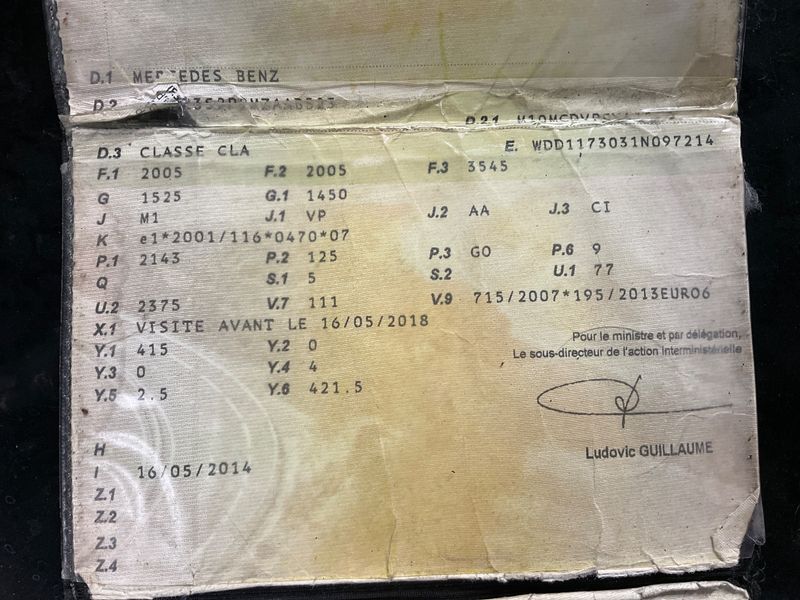 D.1 MERCEDES BENZ
D.2
D.2.1
D.3 CLASSE CLA E. WDD1173031N097214
F.1 2005 F.2 2005 F.3 3545
G 1525 G.1 1450
J M1 J.1 VP J.2 AA J.3 CI
K e1*2001/116*0470*07
P.1 2143 P.2 125 P.3 GO P.6 9
Q S.1 5 S.2 U.1 77
U.2 2375 V.7 111 V.9 715/2007*195/2013EURO6
X.1 VISITE AVANT LE 16/05/2018
Y.1 415 Y.2 0
Y.3 0 Y.4 4
Y.5 2.5 Y.6 421.5
Pour le ministre et par délégation,
Le sous-directeur de l'action interministérielle
Ludovic GUILLAUME
H
I 16/05/2014
Z.1
Z.2
Z.3
Z.4